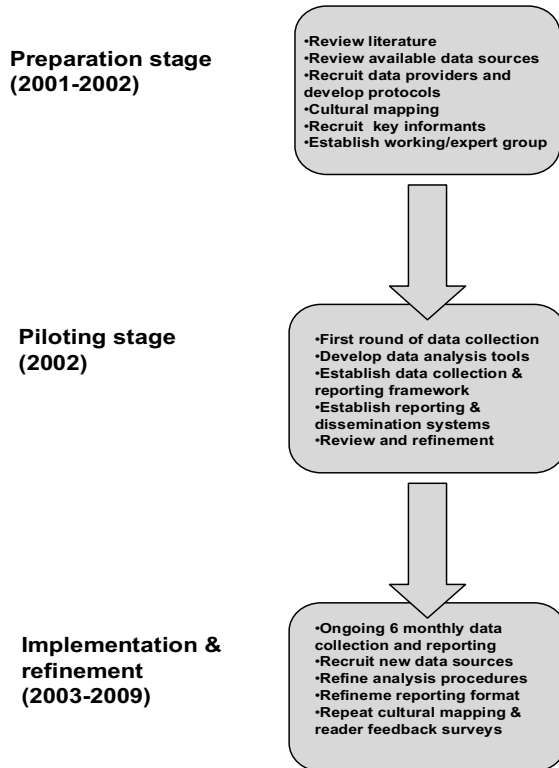 Preparation stage
(2001-2002)
•Review literature
•Review available data sources
•Recruit data providers and
develop protocols
•Cultural mapping
•Recruit key informants
•Establish working/expert group
Piloting stage
(2002)
•First round of data collection
•Develop data analysis tools
•Establish data collection &
reporting framework
•Establish reporting &
dissemination systems
•Review and refinement
Implementation &
refinement
(2003-2009)
•Ongoing 6 monthly data
collection and reporting
•Recruit new data sources
•Refine analysis procedures
•Refineme reporting format
•Repeat cultural mapping &
reader feedback surveys